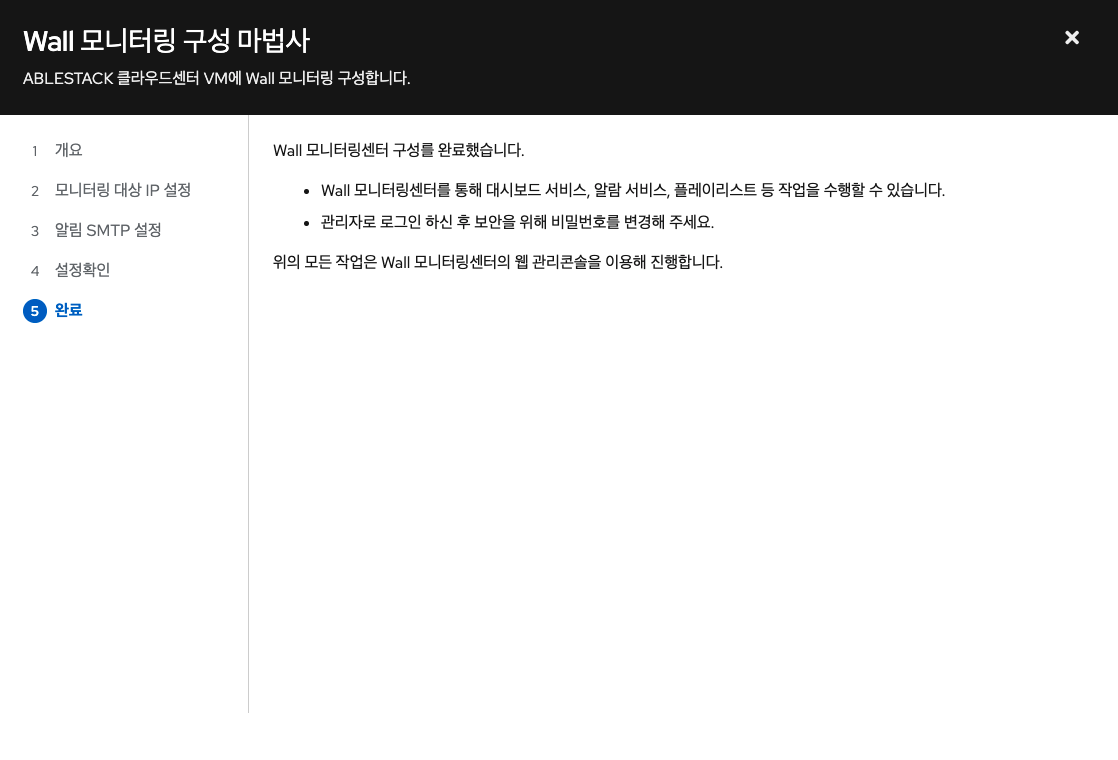 Wall 모니터링 구성 마법사
ABLESTACK 클라우드센터 VM에 Wall 모니터링 구성합니다.
1 개요
2 모니터링 대상 IP 설정
3 알림 SMTP 설정
4 설정확인
5 완료
Wall 모니터링센터 구성를 완료했습니다.
• Wall 모니터링센터를 통해 대시보드 서비스, 알람 서비스, 플레이리스트 등 작업을 수행할 수 있습니다.
• 관리자로 로그인 하신 후 보안을 위해 비밀번호를 변경해 주세요.
위의 모든 작업은 Wall 모니터링센터의 웹 관리콘솔을 이용해 진행합니다.